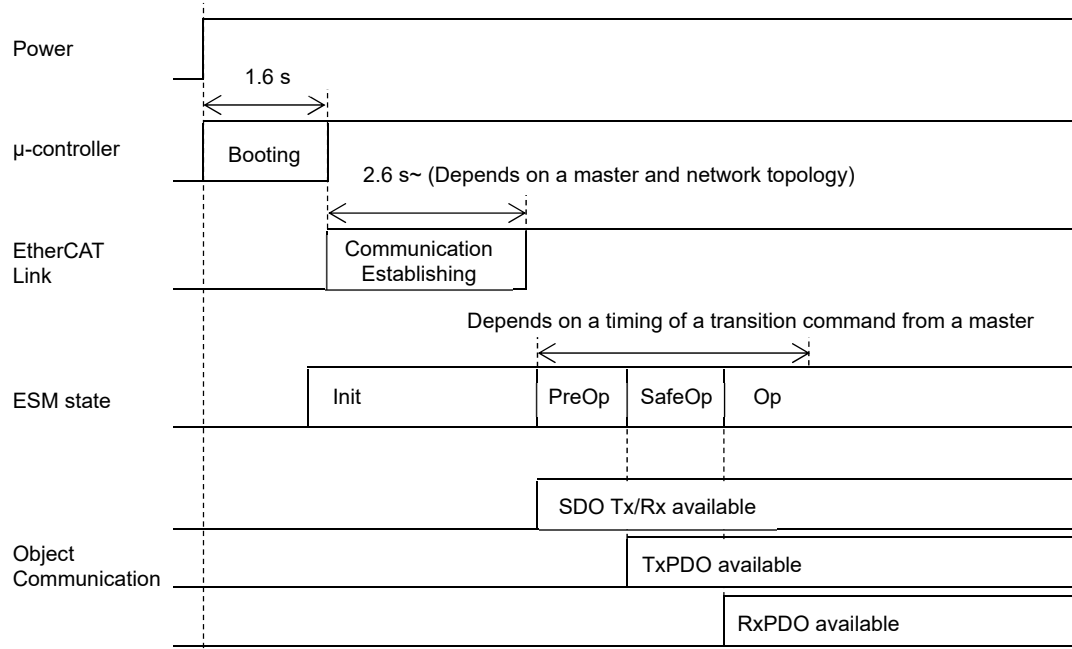 Power
1.6 s
μ-controller
Booting
2.6 s~ (Depends on a master and network topology)
EtherCAT
Link
Communication
Establishing
Depends on a timing of a transition command from a master
ESM state
Init
PreOp
SafeOp
Op
SDO Tx/Rx available
Object
Communication
TxPDO available
RxPDO available